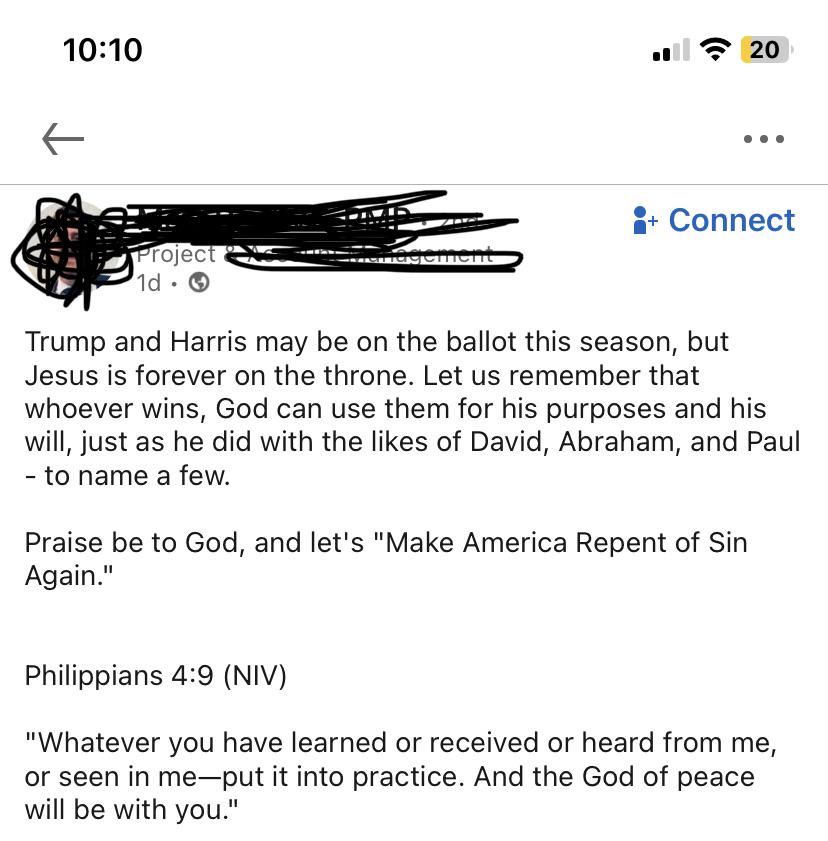 10:10
20
Connect
Project &
1d •
Trump and Harris may be on the ballot this season, but
Jesus is forever on the throne. Let us remember that
whoever wins, God can use them for his purposes and his
will, just as he did with the likes of David, Abraham, and Paul
- to name a few.
Praise be to God, and let's "Make America Repent of Sin
Again."
Philippians 4:9 (NIV)
"Whatever you have learned or received or heard from me,
or seen in me—put it into practice. And the God of peace
will be with you."